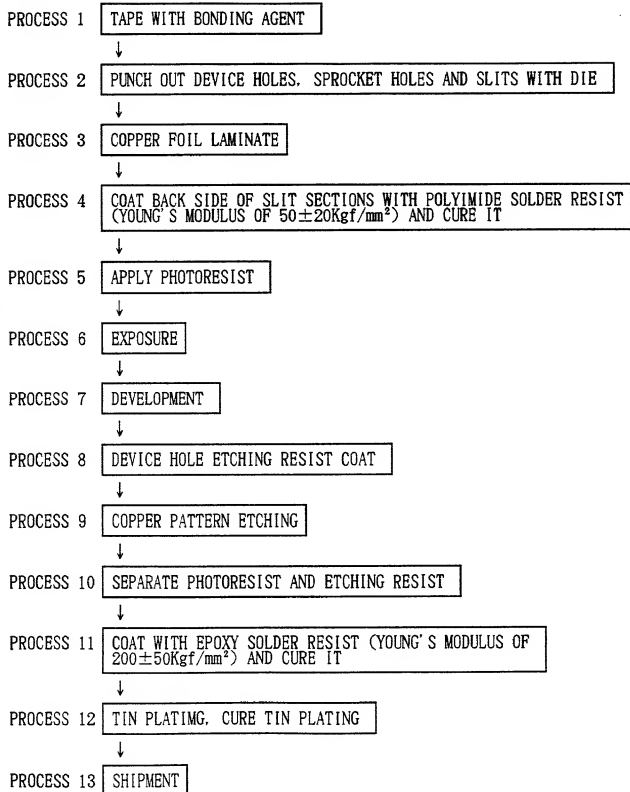 PROCESS 1 TAPE WITH BONDING AGENT
↓
PROCESS 2 PUNCH OUT DEVICE HOLES, SPROCKET HOLES AND SLITS WITH DIE
↓
PROCESS 3 COPPER FOIL LAMINATE
↓
PROCESS 4 COAT BACK SIDE OF SLIT SECTIONS WITH POLYIMIDE SOLDER RESIST
(YOUNG'S MODULUS OF 50±20Kgf/mm²) AND CURE IT
↓
PROCESS 5 APPLY PHOTORESIST
↓
PROCESS 6 EXPOSURE
↓
PROCESS 7 DEVELOPMENT
↓
PROCESS 8 DEVICE HOLE ETCHING RESIST COAT
↓
PROCESS 9 COPPER PATTERN ETCHING
↓
PROCESS 10 SEPARATE PHOTORESIST AND ETCHING RESIST
↓
PROCESS 11 COAT WITH EPOXY SOLDER RESIST (YOUNG'S MODULUS OF
200±50Kgf/mm²) AND CURE IT
↓
PROCESS 12 TIN PLATIMG, CURE TIN PLATING
↓
PROCESS 13 SHIPMENT